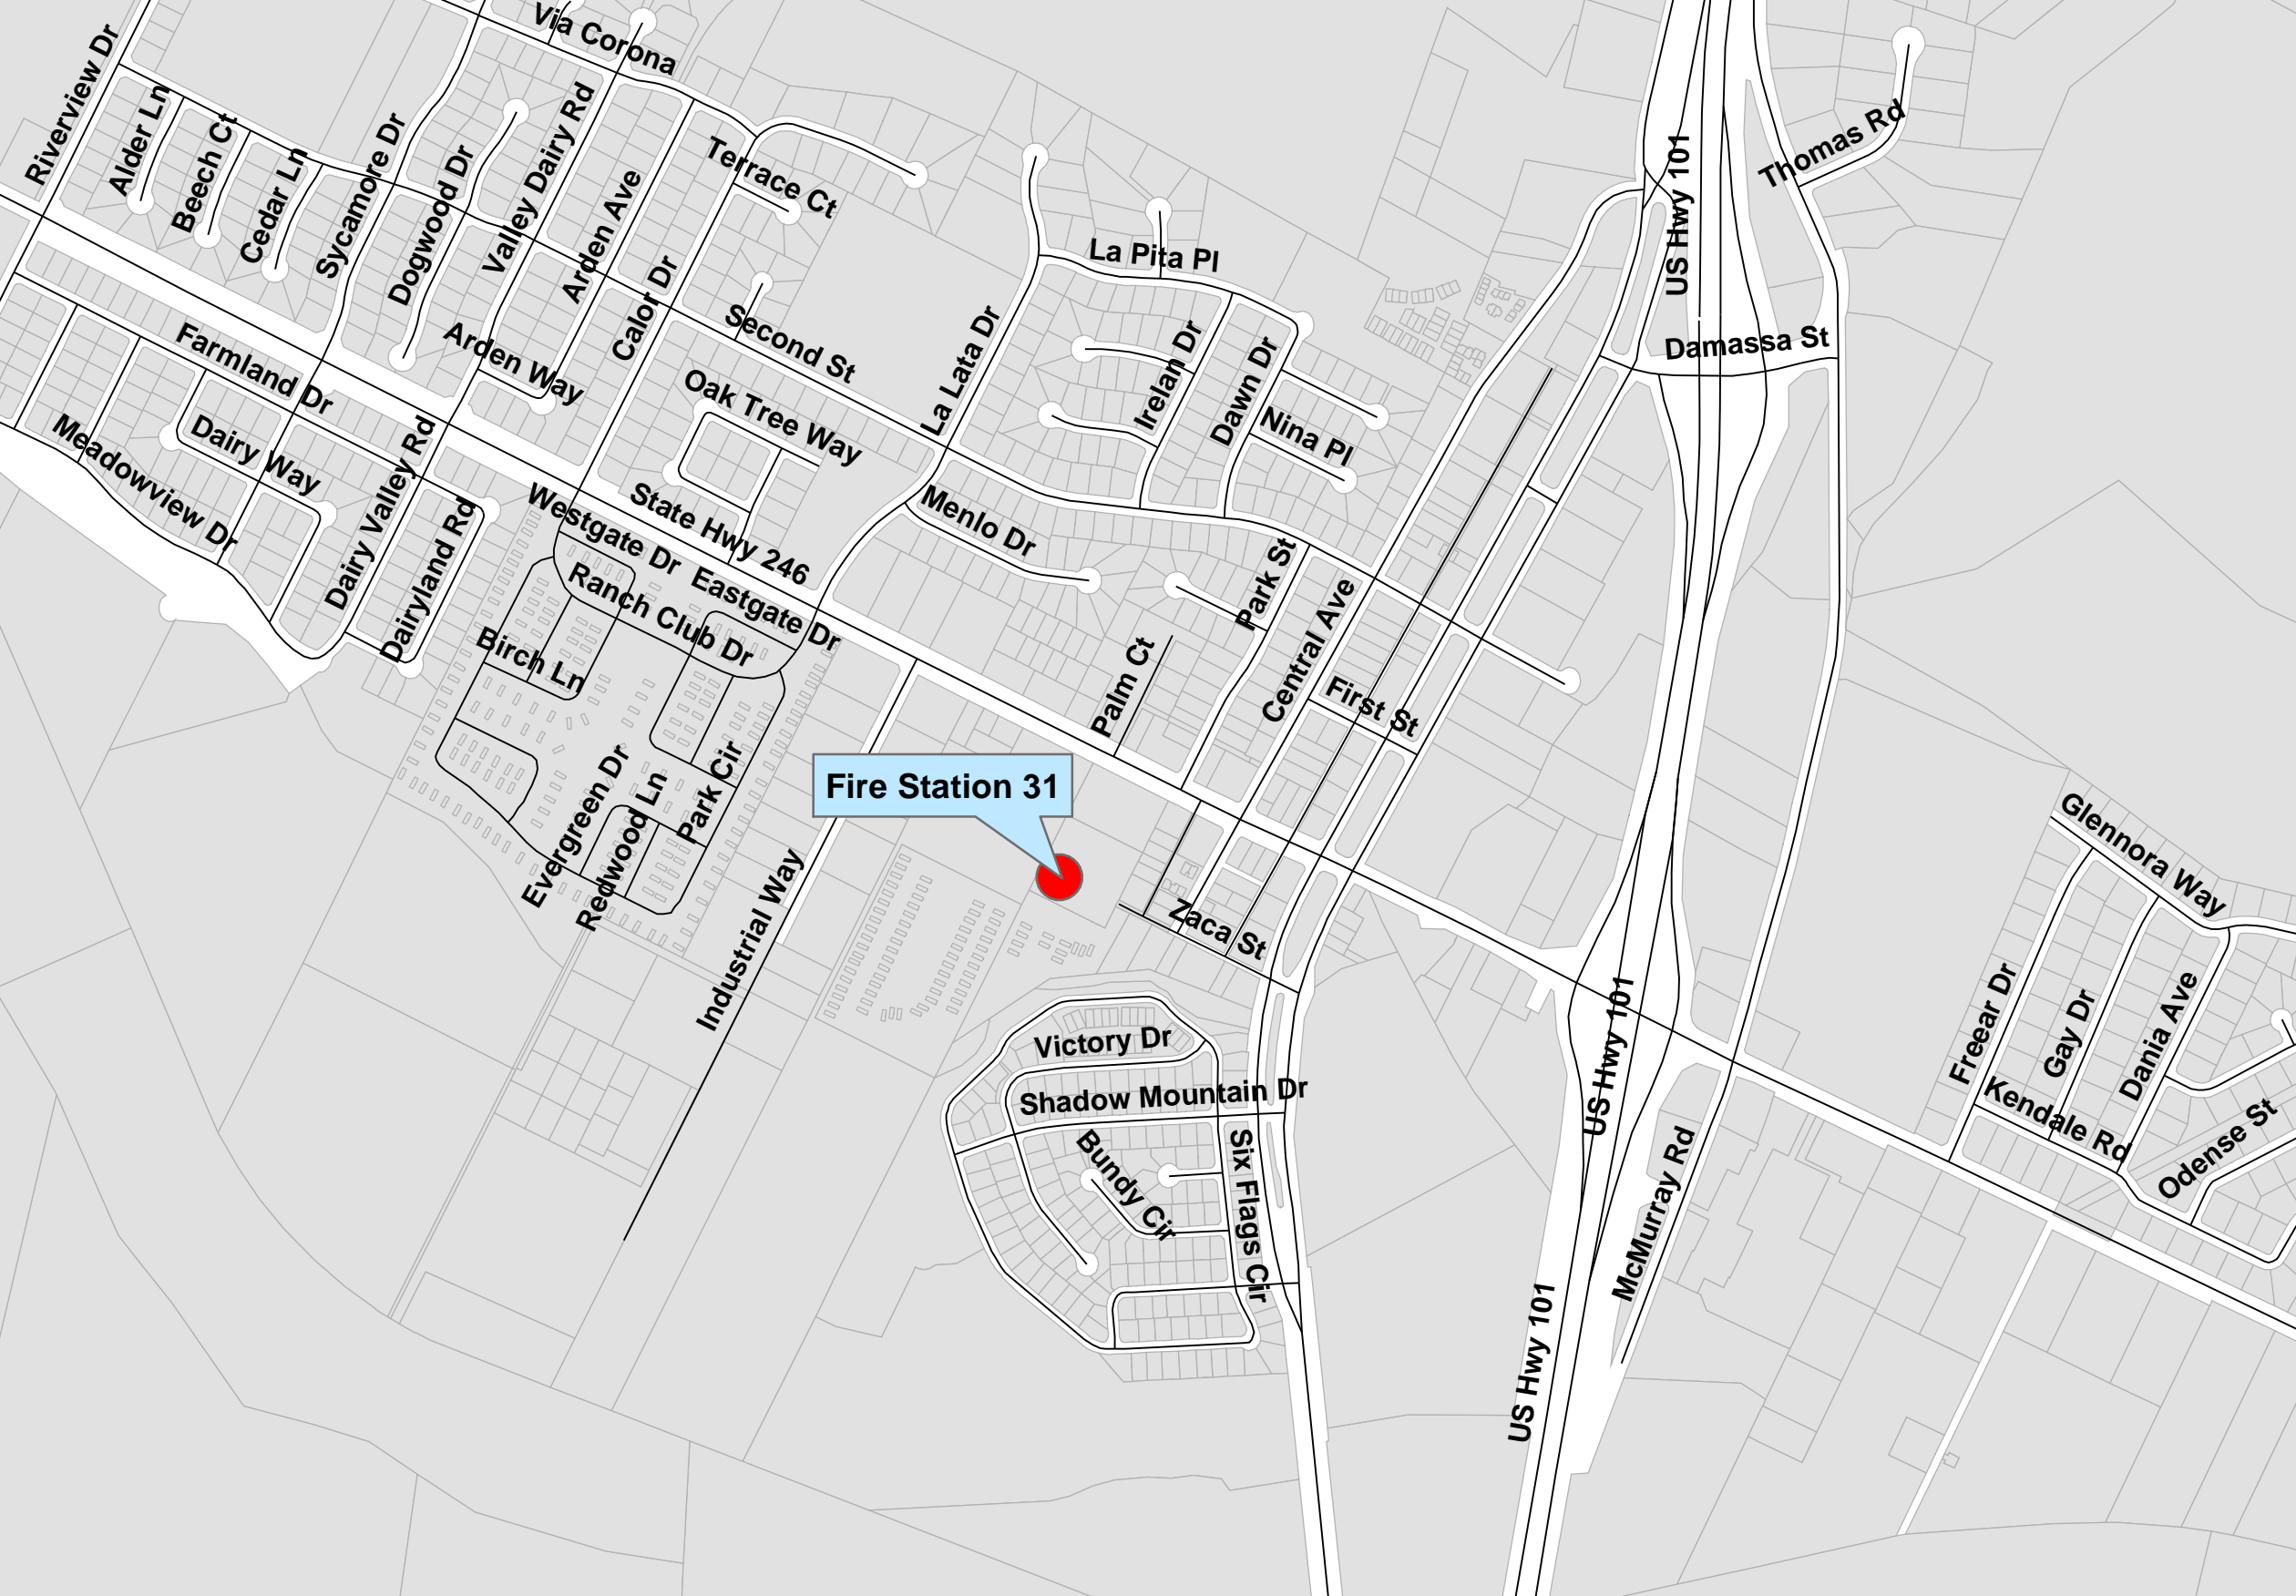 Via Corona
Riverview Dr
Alder Ln
Beech Ct
Cedar Ln
Sycamore Dr
Dogwood Dr
Valley Dairy Rd
Arden Ave
Terrace Ct
Calor Dr
Arden Way
Second St
La Lata Dr
La Pita Pl
Irelan Dr
Dawn Dr
Nina Pl
US Hwy 101
Thomas Rd
Damassa St
Farmland Dr
Meadowview Dr
Dairy Way
Dairy Valley Rd
Dairyland Rd
Oak Tree Way
State Hwy 246
Westgate Dr
Eastgate Dr
Ranch Club Dr
Birch Ln
Menlo Dr
Park St
Palm Ct
Central Ave
First St
Evergreen Dr
Redwood Ln
Park Cir
Industrial Way
Fire Station 31
Zaca St
Victory Dr
Shadow Mountain Dr
Bundy Cir
Six Flags Cir
US Hwy 101
McMurray Rd
US Hwy 101
Glennora Way
Freear Dr
Gay Dr
Dania Ave
Kendale Rd
Odense St